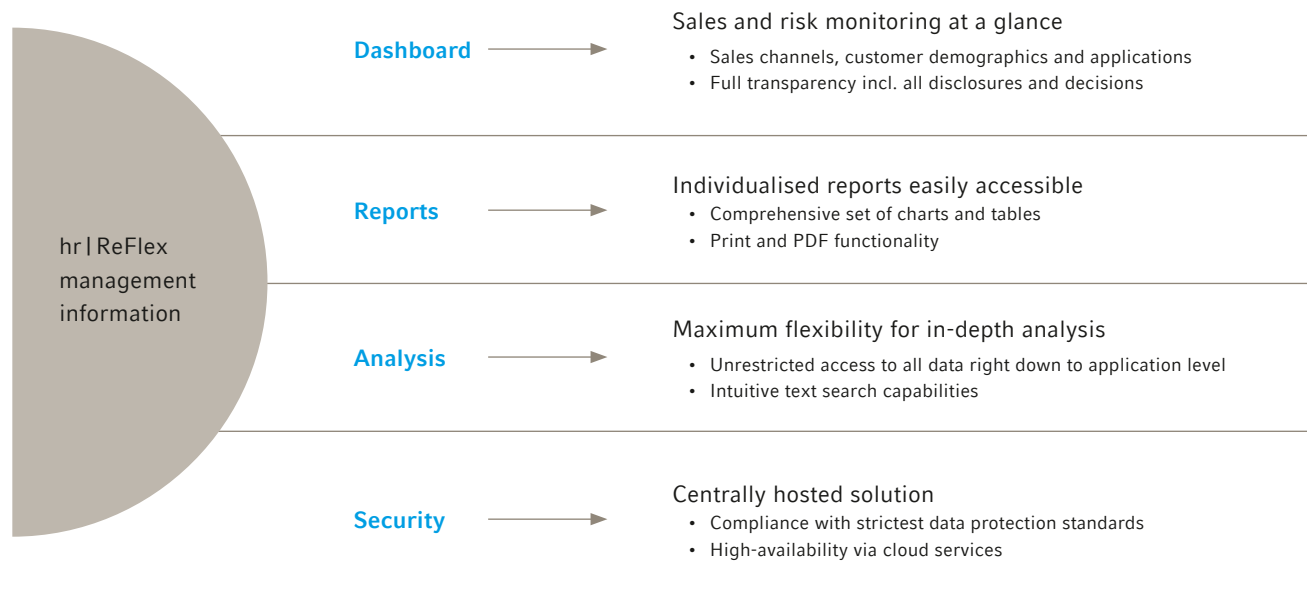 hr|ReFlex
management
information
Dashboard
Sales and risk monitoring at a glance
• Sales channels, customer demographics and applications
• Full transparency incl. all disclosures and decisions
Reports
Individualised reports easily accessible
• Comprehensive set of charts and tables
• Print and PDF functionality
Analysis
Maximum flexibility for in-depth analysis
• Unrestricted access to all data right down to application level
• Intuitive text search capabilities
Security
Centrally hosted solution
• Compliance with strictest data protection standards
• High-availability via cloud services